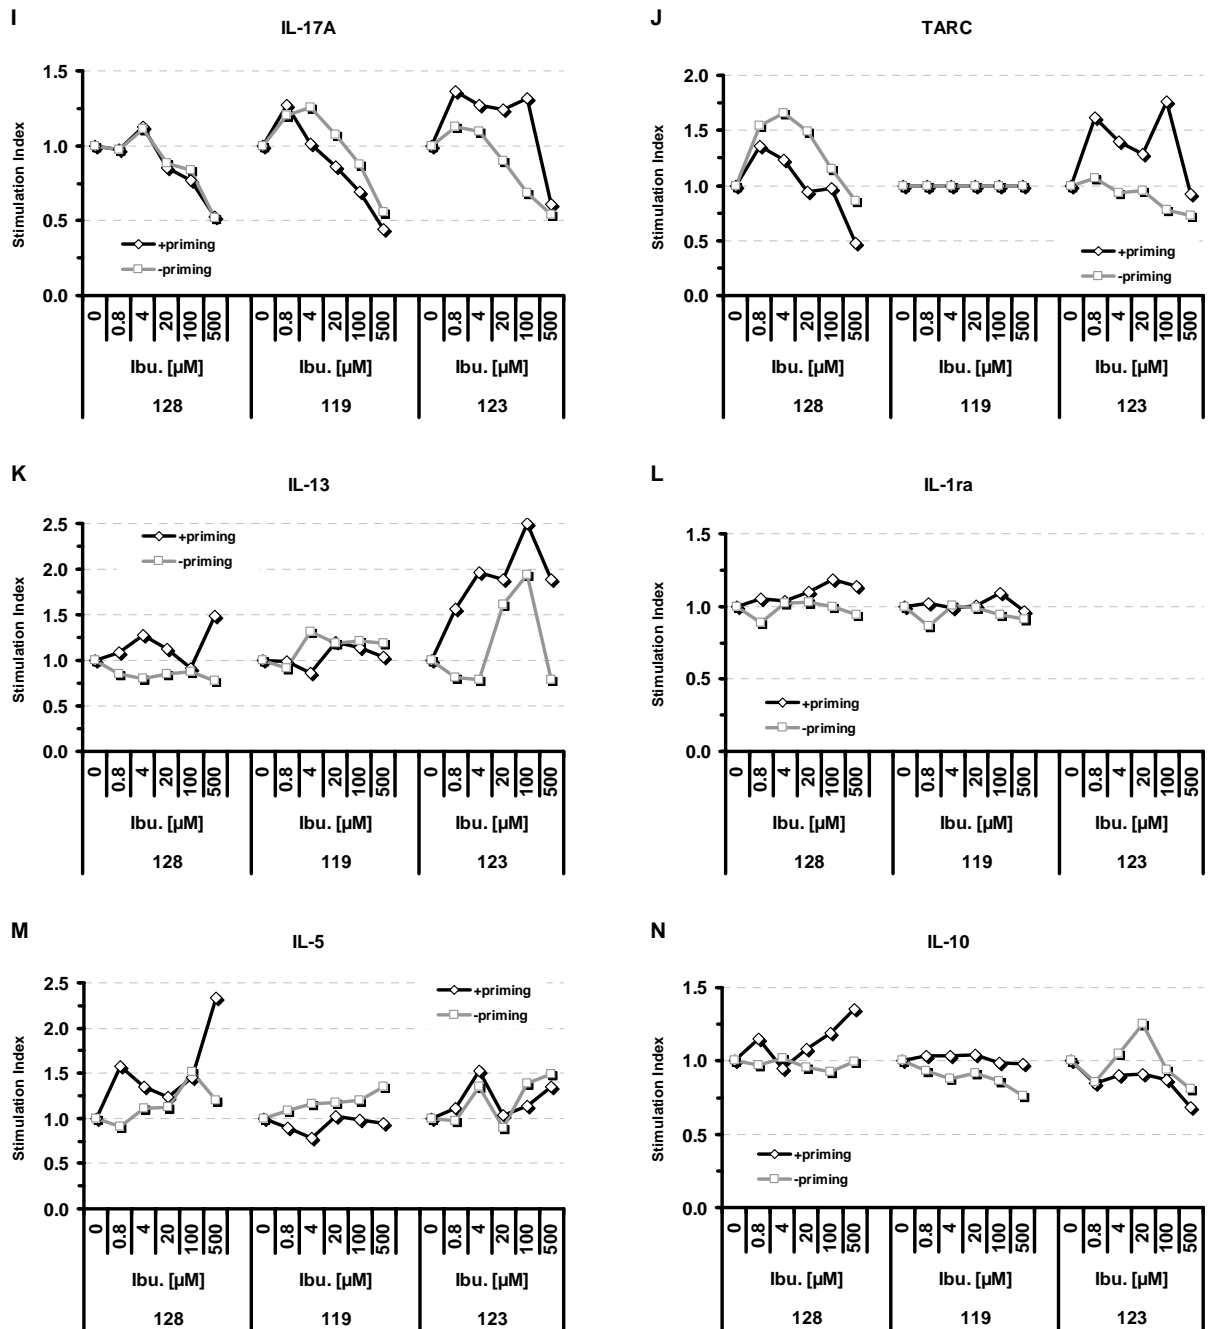 I
IL-17A
Stimulation Index
1.5
1.0
0.5
0.0
+priming
-priming
0 0.8 4 20 100 500 0 0.8 4 20 100 500 0 0.8 4 20 100 500
Ibu. [µM] Ibu. [µM] Ibu. [µM]
128 119 123
J
TARC
Stimulation Index
2.0
1.5
1.0
0.5
0.0
+priming
-priming
0 0.8 4 20 100 500 0 0.8 4 20 100 500 0 0.8 4 20 100 500
Ibu. [µM] Ibu. [µM] Ibu. [µM]
128 119 123
K
IL-13
Stimulation Index
2.5
2.0
1.5
1.0
0.5
0.0
+priming
-priming
0 0.8 4 20 100 500 0 0.8 4 20 100 500 0 0.8 4 20 100 500
Ibu. [µM] Ibu. [µM] Ibu. [µM]
128 119 123
L
IL-1ra
Stimulation Index
1.5
1.0
0.5
0.0
+priming
-priming
0 0.8 4 20 100 500 0 0.8 4 20 100 500 0 0.8 4 20 100 500
Ibu. [µM] Ibu. [µM] Ibu. [µM]
128 119 123
M
IL-5
Stimulation Index
2.5
2.0
1.5
1.0
0.5
0.0
+priming
-priming
0 0.8 4 20 100 500 0 0.8 4 20 100 500 0 0.8 4 20 100 500
Ibu. [µM] Ibu. [µM] Ibu. [µM]
128 119 123
N
IL-10
Stimulation Index
1.5
1.0
0.5
0.0
+priming
-priming
0 0.8 4 20 100 500 0 0.8 4 20 100 500 0 0.8 4 20 100 500
Ibu. [µM] Ibu. [µM] Ibu. [µM]
128 119 123